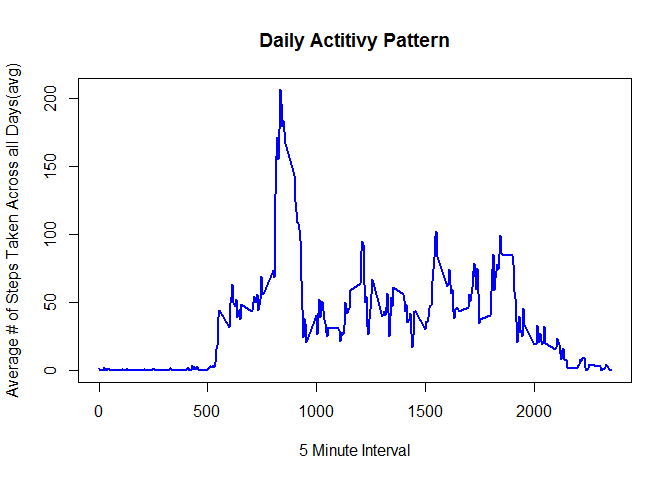 Daily Actitivy Pattern
Average # of Steps Taken Across all Days(avg)
200
150
100
50
0
0 500 1000 1500 2000
5 Minute Interval